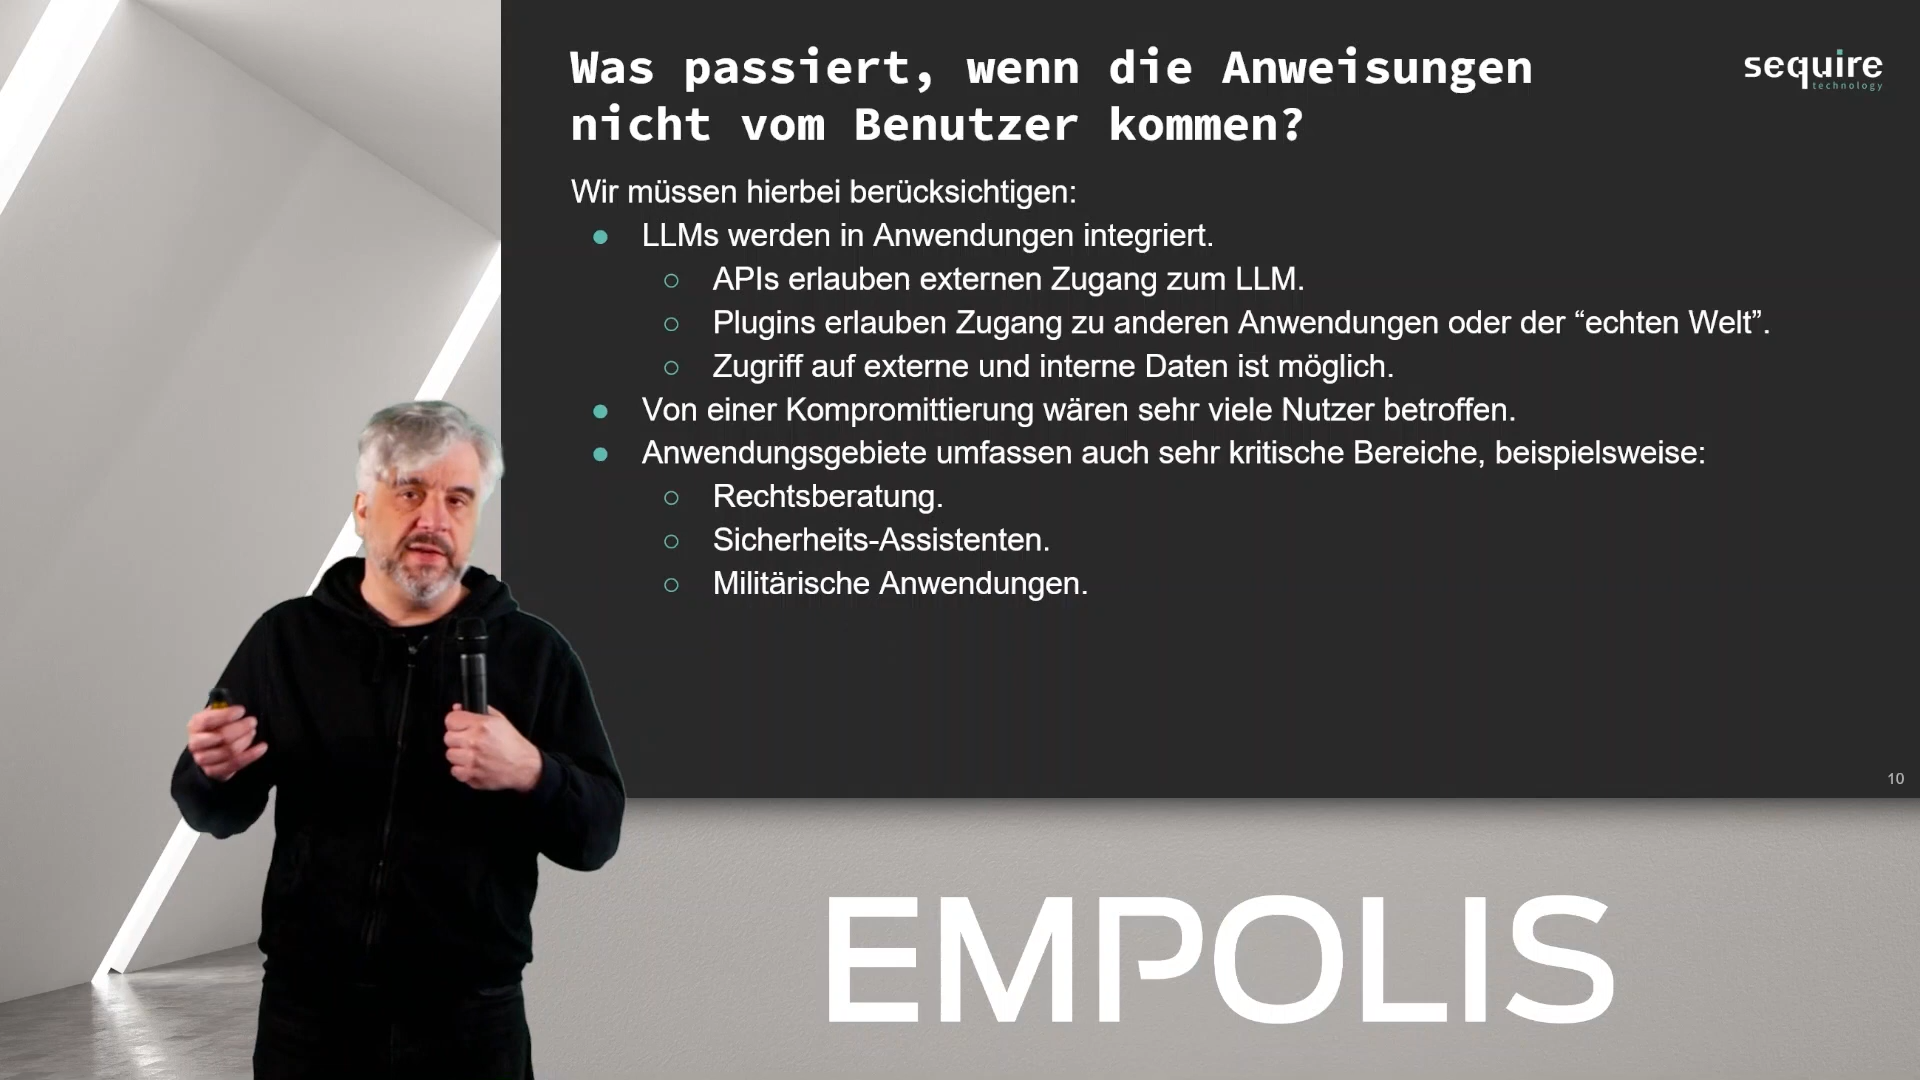 Was passiert, wenn die Anweisungen
nicht vom Benutzer kommen?
sequire
technology
Wir müssen hierbei berücksichtigen:
● LLMs werden in Anwendungen integriert.
○ APIs erlauben externen Zugang zum LLM.
○ Plugins erlauben Zugang zu anderen Anwendungen oder der “echten Welt”.
○ Zugriff auf externe und interne Daten ist möglich.
● Von einer Kompromittierung wären sehr viele Nutzer betroffen.
● Anwendungsgebiete umfassen auch sehr kritische Bereiche, beispielsweise:
○ Rechtsberatung.
○ Sicherheits-Assistenten.
○ Militärische Anwendungen.
10
EMPOLIS